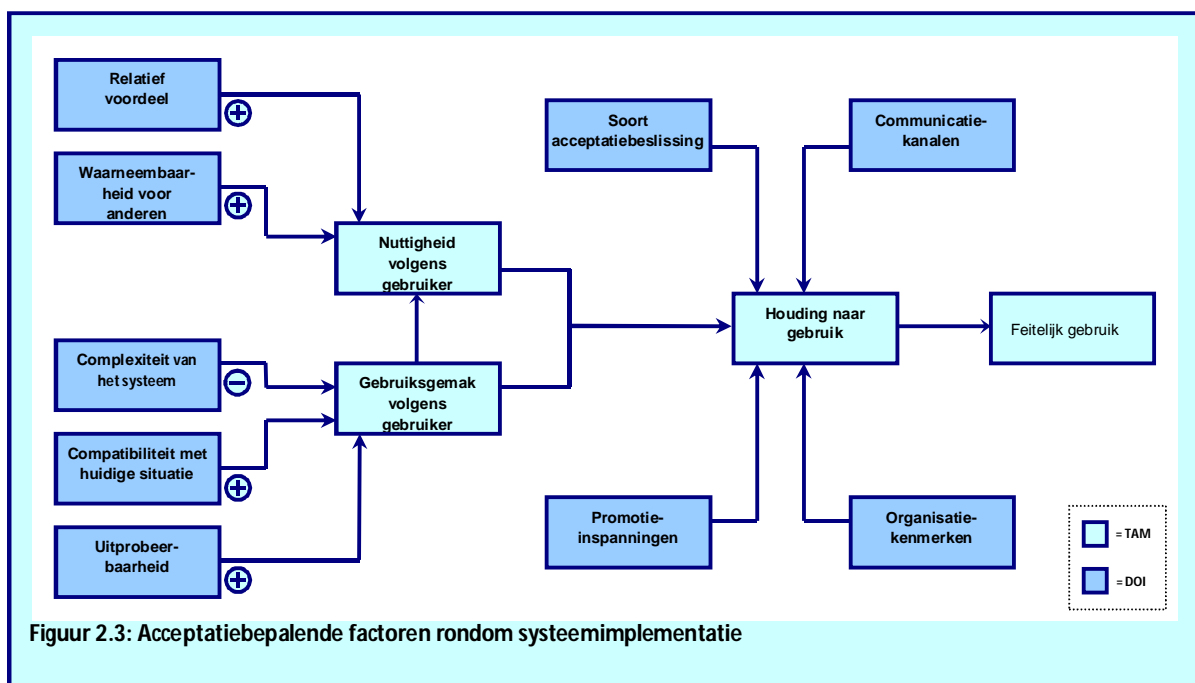 Relatief
voordeel
Waarneembaar-
heid voor
anderen
Complexiteit van
het systeem
Compatibiliteit met
huidige situatie
Uitprobeer-
baarheid
Nuttigheid
volgens
gebruiker
Gebruiksgemak
volgens
gebruiker
Soort
acceptatiebeslissing
Communicatie-
kanalen
Houding naar
gebruik
Feitelijk gebruik
Promotie-
inspanningen
Organisatie-
kenmerken
= TAM
= DOI
Figuur 2.3: Acceptatiebepalende factoren rondom systeemimplementatie